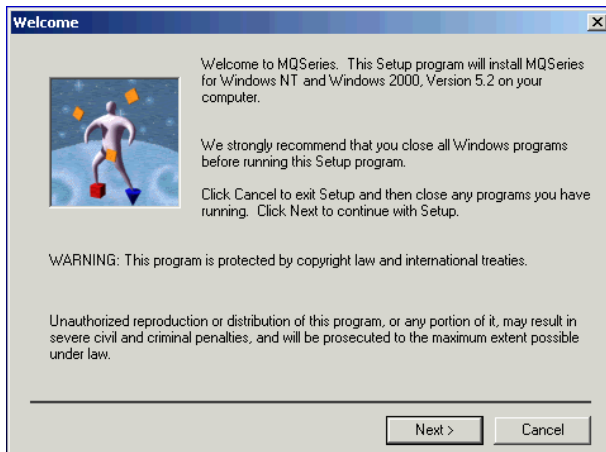 Welcome
Welcome to MQSeries. This Setup program will install MQSeries
for Windows NT and Windows 2000, Version 5.2 on your
computer.
We strongly recommend that you close all Windows programs
before running this Setup program.
Click Cancel to exit Setup and then close any programs you have
running. Click Next to continue with Setup.
WARNING: This program is protected by copyright law and international treaties.
Unauthorized reproduction or distribution of this program, or any portion of it, may result in
severe civil and criminal penalties, and will be prosecuted to the maximum extent possible
under law.
Next >
Cancel